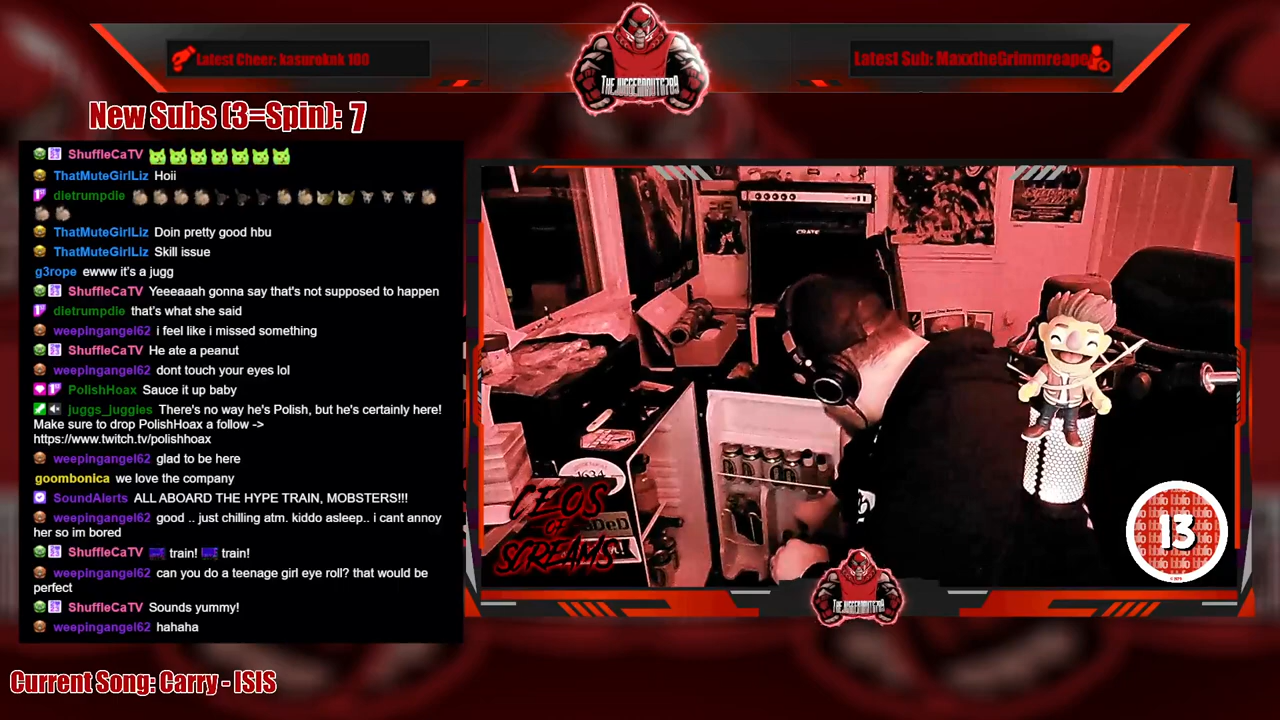 Latest Cheer: kasuroknk 100
THEJUGGERNAUT6789
Latest Sub: MaxxtheGrimmreape
New Subs (3=Spin): 7
ShuffleCaTV
ThatMuteGirlLiz Hoii
dietrumpdie
ThatMuteGirlLiz Doin pretty good hbu
ThatMuteGirlLiz Skill issue
g3rope ewww it's a jugg
ShuffleCaTV Yeeeaaah gonna say that's not supposed to happen
dietrumpdie that's what she said
weepingangel62 i feel like i missed something
ShuffleCaTV He ate a peanut
weepingangel62 dont touch your eyes lol
PolishHoax Sauce it up baby
juggs_juggies There's no way he's Polish, but he's certainly here!
Make sure to drop PolishHoax a follow ->
https://www.twitch.tv/polishhoax
weepingangel62 glad to be here
goombonica we love the company
SoundAlerts ALL ABOARD THE HYPE TRAIN, MOBSTERS!!!
weepingangel62 good .. just chilling atm. kiddo asleep.. i cant annoy
her so im bored
ShuffleCaTV train! train!
weepingangel62 can you do a teenage girl eye roll? that would be
perfect
ShuffleCaTV Sounds yummy!
weepingangel62 hahaha
CRATE
CEOS
OF
SCREAMS
13
Current Song: Carry - ISIS